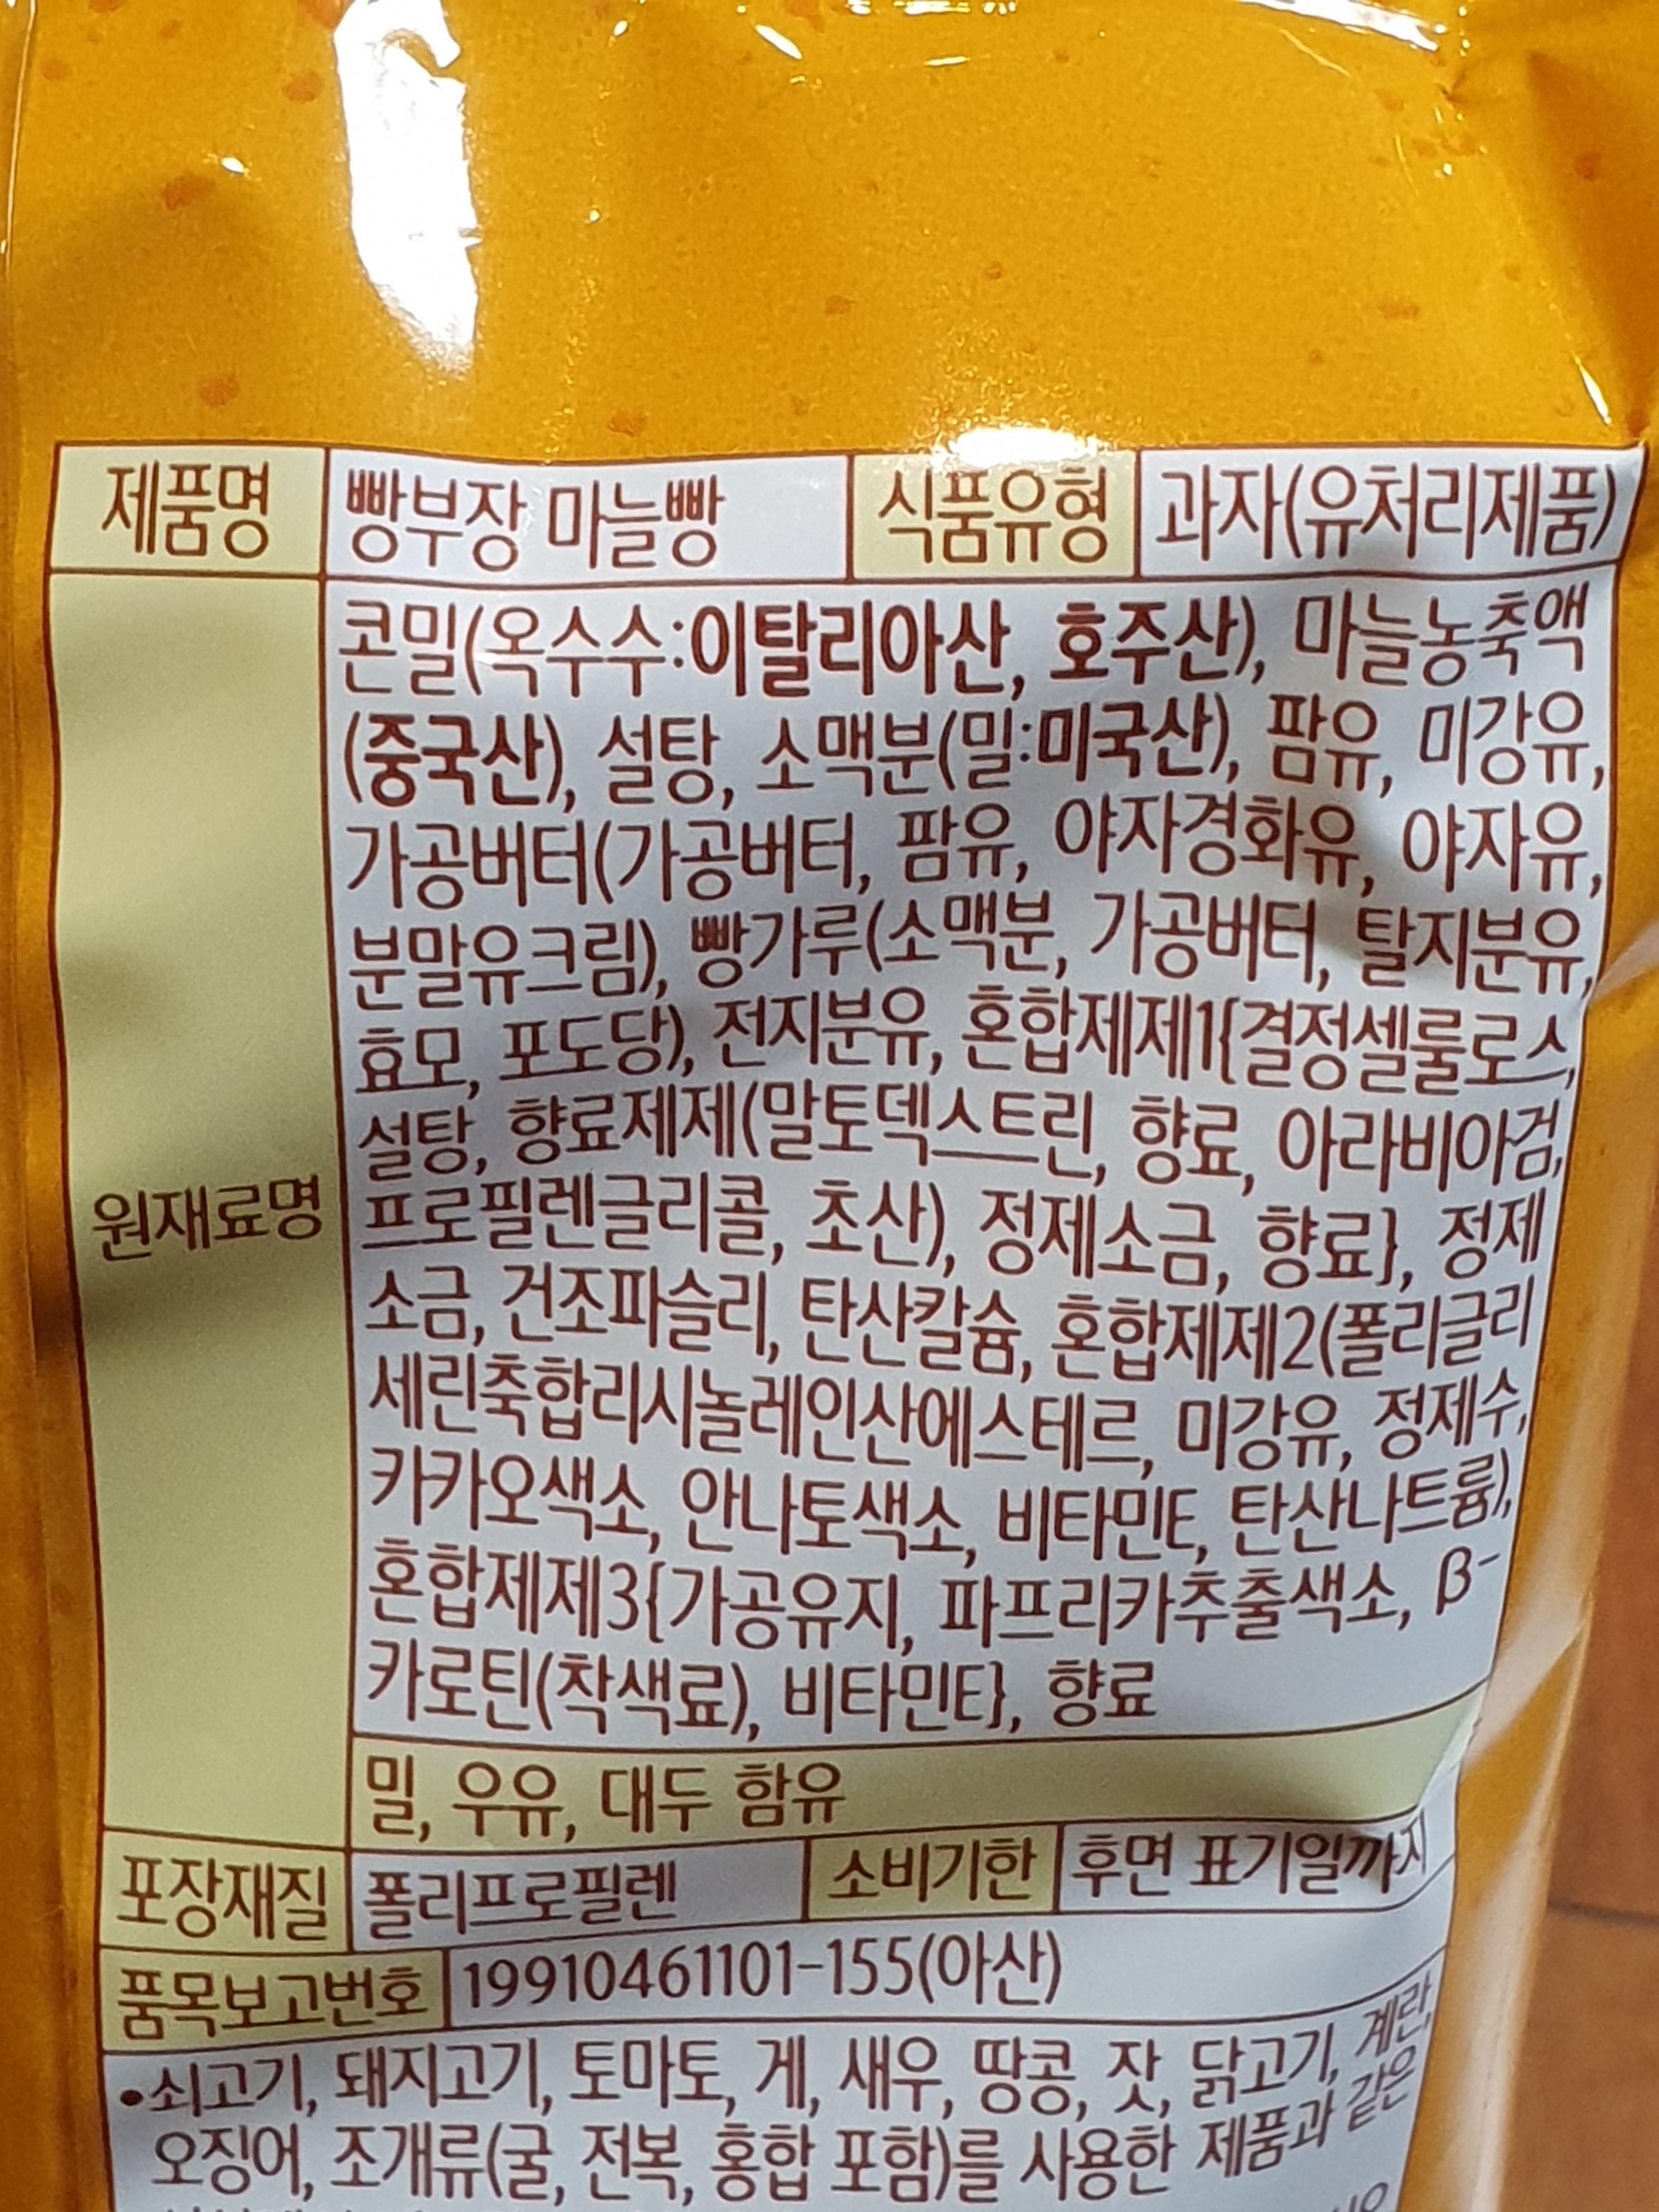 제품명 빵부장 마늘빵 식품유형 과자(유처리제품)
콘밀(옥수수:이탈리아산, 호주산), 마늘농축액
(중국산), 설탕, 소맥분(밀:미국산), 팜유, 미강유,
가공버터(가공버터, 팜유, 야자경화유, 야자유,
분말유크림), 빵가루(소맥분, 가공버터, 탈지분유,
효모, 포도당), 전지분유, 혼합제제1{결정셀룰로스,
설탕, 향료제제(말토덱스트린, 향료, 아라비아검,
원재료명 프로필렌글리콜, 초산), 정제소금, 향료}, 정제
소금, 건조파슬리, 탄산칼슘, 혼합제제2(폴리글리
세린축합리시놀레인산에스테르, 미강유, 정제수,
카카오색소, 안나토색소, 비타민E, 탄산나트륨),
혼합제제3{가공유지, 파프리카추출색소, β-
카로틴(착색료), 비타민E}, 향료
밀, 우유, 대두 함유
포장재질 폴리프로필렌 소비기한 후면 표기일까지
품목보고번호 19910461101-155(아산)
•쇠고기, 돼지고기, 토마토, 게, 새우, 땅콩, 잣, 닭고기, 계란,
오징어, 조개류(굴, 전복, 홍합 포함)를 사용한 제품과 같은